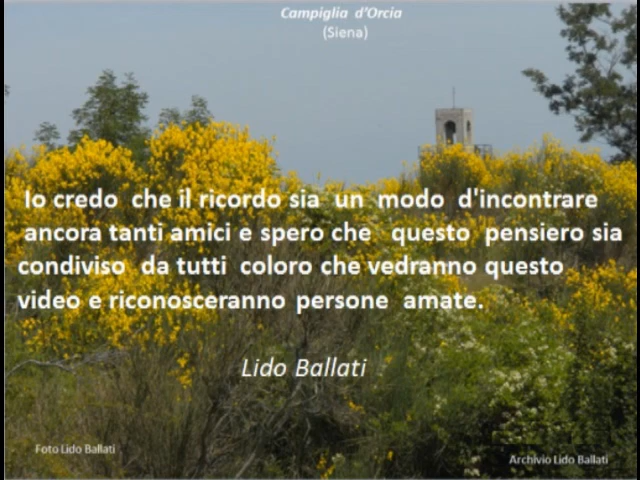 Campiglia d'Orcia
(Siena)
Io credo che il ricordo sia un modo d'incontrare
ancora tanti amici e spero che questo pensiero sia
condiviso da tutti coloro che vedranno questo
video e riconosceranno persone amate.
Lido Ballati
Foto Lido Ballati
Archivio Lido Ballati